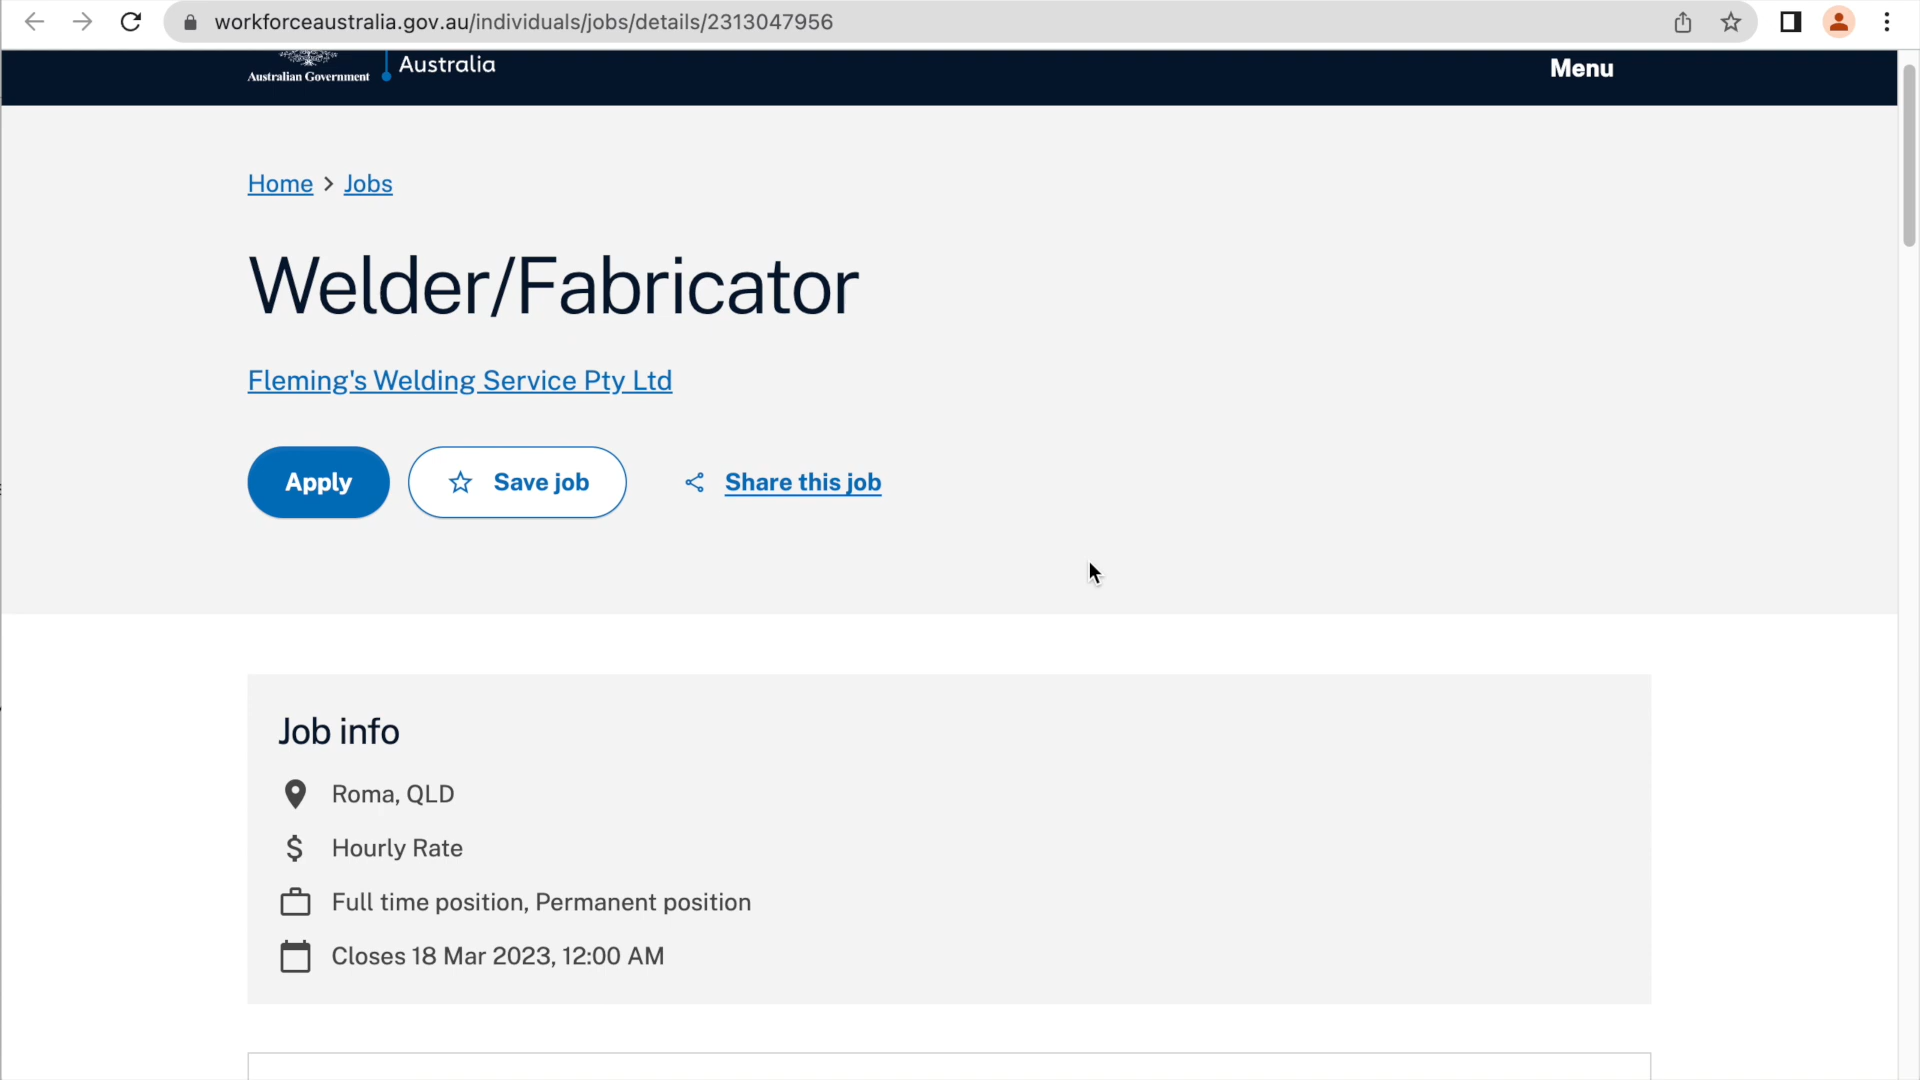 workforceaustralia.gov.au/individuals/jobs/details/2313047956
Australian Government
Australia
Menu
Home > Jobs
Welder/Fabricator
Fleming's Welding Service Pty Ltd
Apply
Save job
Share this job
Job info
Roma, QLD
Hourly Rate
Full time position, Permanent position
Closes 18 Mar 2023, 12:00 AM